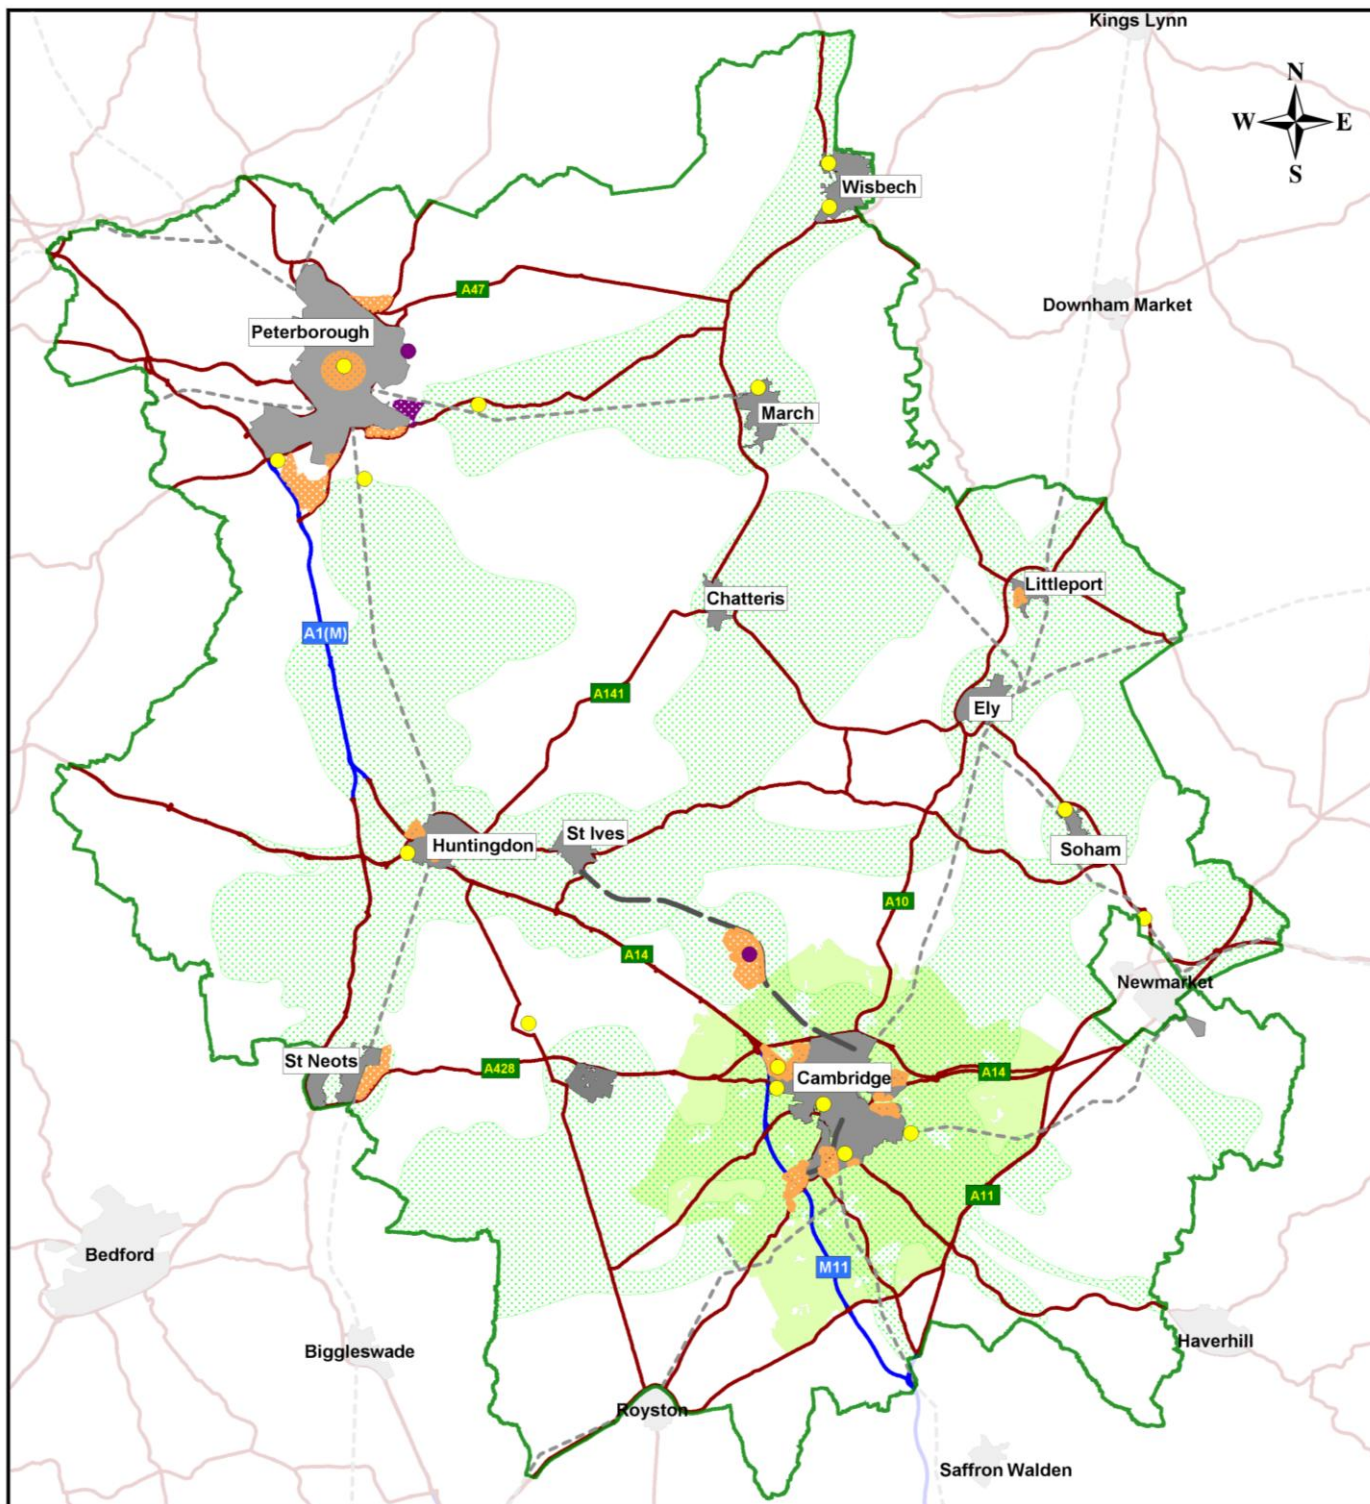 Kings Lynn
N
W
E
S
Wisbech
A47
Downham Market
Peterborough
March
Littleport
Chatteris
A1(M)
A141
Ely
St Ives
Huntingdon
Soham
A10
A14
Newmarket
St Neots
A428
Cambridge
A14
A11
Bedford
M11
Haverhill
Biggleswade
Royston
Saffron Walden